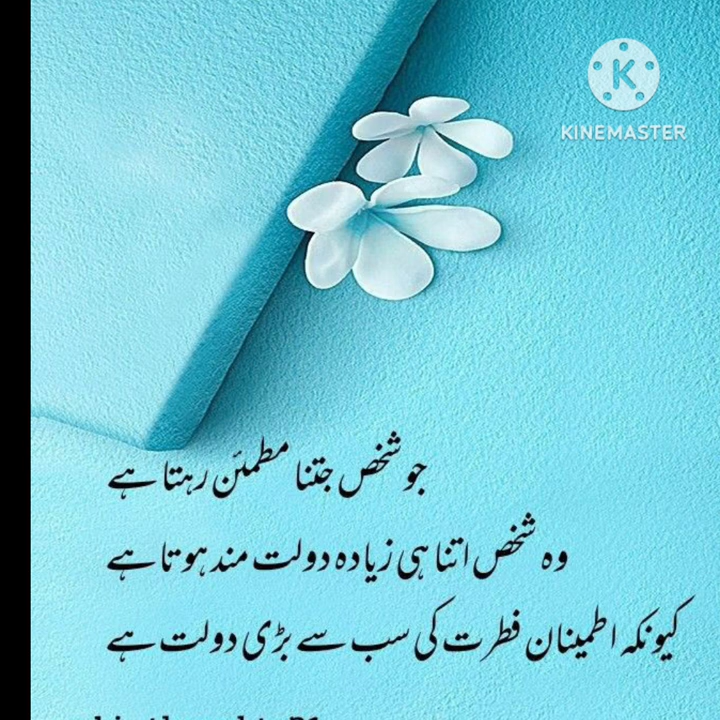 KINEMASTER
جو شخص جتنا مطمئن رہتا ہے
وہ شخص اتنا ہی زیادہ دولت مند ہوتا ہے
کیونکہ اطمینان فطرت کی سب سے بڑی دولت ہے